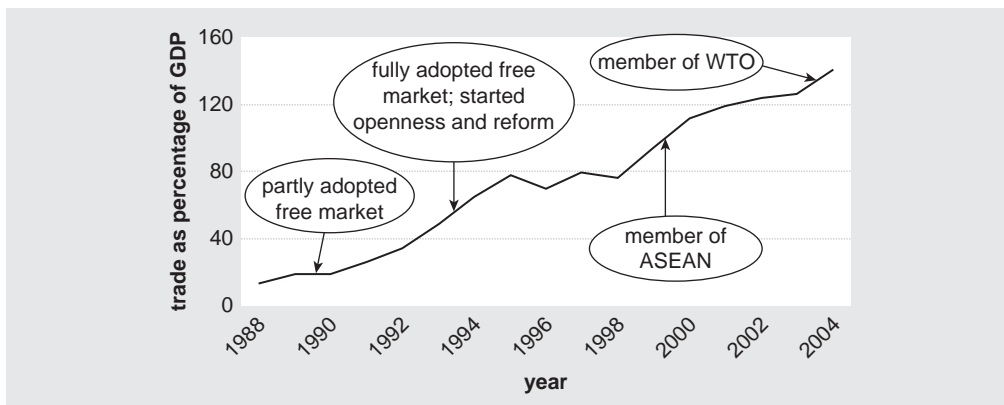 trade as percentage of GDP
160
120
80
40
0
partly adopted
free market
fully adopted free
market; started
openness and reform
member of WTO
member of
ASEAN
1988
1990
1992
1994
1996
1998
2000
2002
2004
year